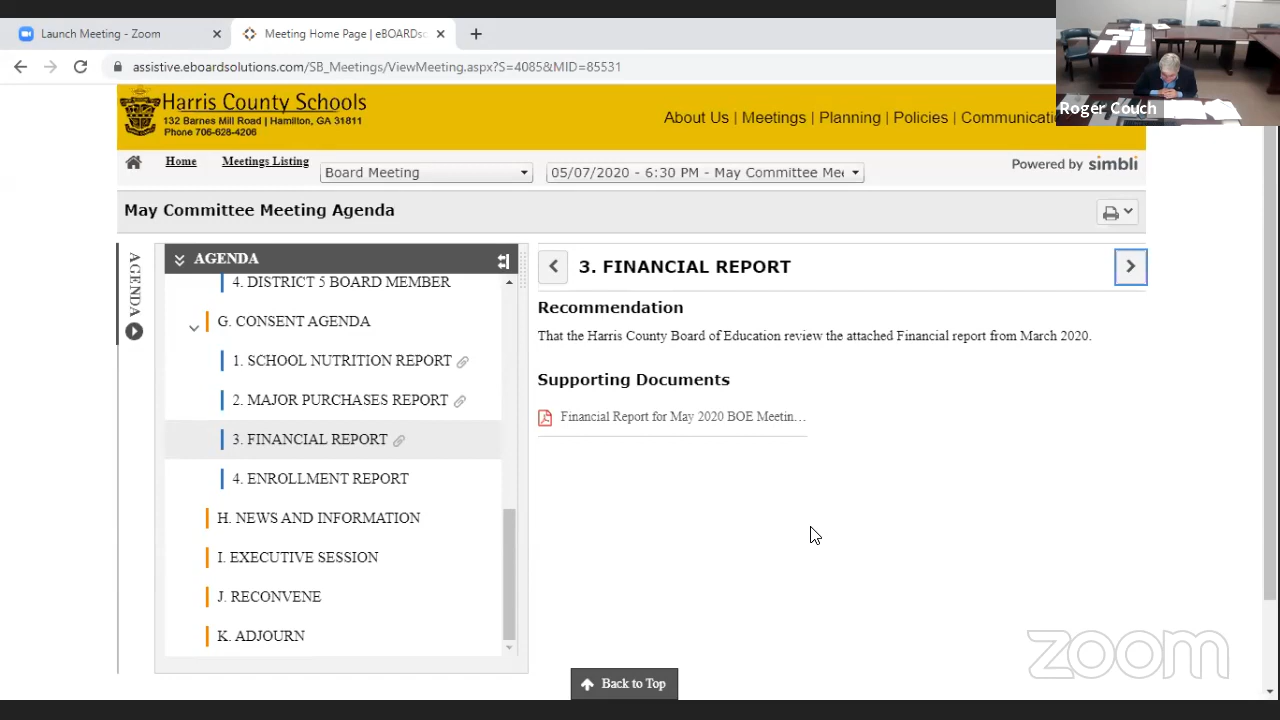 Launch Meeting - Zoom
Meeting Home Page | eBOARDsc
assistive.eboardsolutions.com/SB_Meetings/ViewMeeting.aspx?S=4085&MID=85531
Roger Couch
Harris County Schools
132 Barnes Mill Road | Hamilton, GA 31811
Phone 706-628-4206
About Us | Meetings | Planning | Policies | Communicatio
Home
Meetings Listing
Board Meeting
05/07/2020 - 6:30 PM - May Committee Mee
Powered by simbli
May Committee Meeting Agenda
AGENDA
AGENDA
4. DISTRICT 5 BOARD MEMBER
G. CONSENT AGENDA
1. SCHOOL NUTRITION REPORT
2. MAJOR PURCHASES REPORT
3. FINANCIAL REPORT
4. ENROLLMENT REPORT
H. NEWS AND INFORMATION
I. EXECUTIVE SESSION
J. RECONVENE
K. ADJOURN
3. FINANCIAL REPORT
Recommendation
That the Harris County Board of Education review the attached Financial report from March 2020.
Supporting Documents
Financial Report for May 2020 BOE Meetin...
Back to Top
zoom